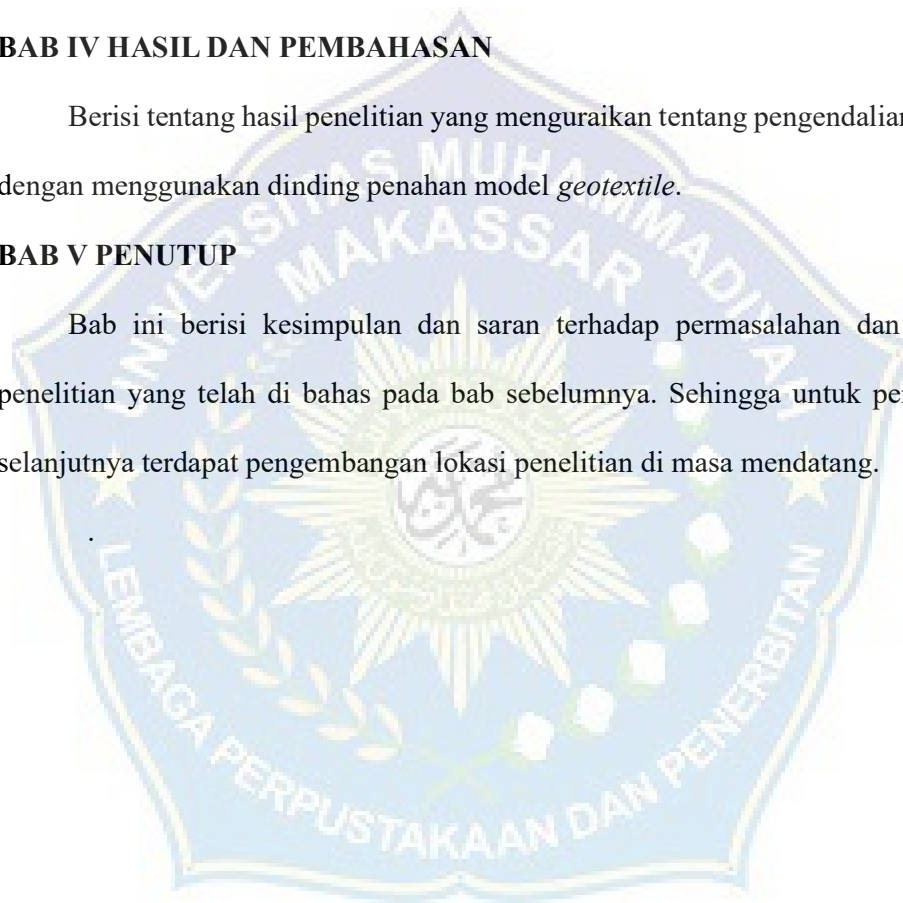 BAB IV HASIL DAN PEMBAHASAN
Berisi tentang hasil penelitian yang menguraikan tentang pengendalian
dengan menggunakan dinding penahan model geotextile.
BAB V PENUTUP
Bab ini berisi kesimpulan dan saran terhadap permasalahan dan
penelitian yang telah di bahas pada bab sebelumnya. Sehingga untuk
selanjutnya terdapat pengembangan lokasi penelitian di masa mendatang.
.
UNIVERSITAS MUHAMMADIYAH
MAKASSAR
LEMBAGA PERPUSTAKAAN DAN PENERBITAN